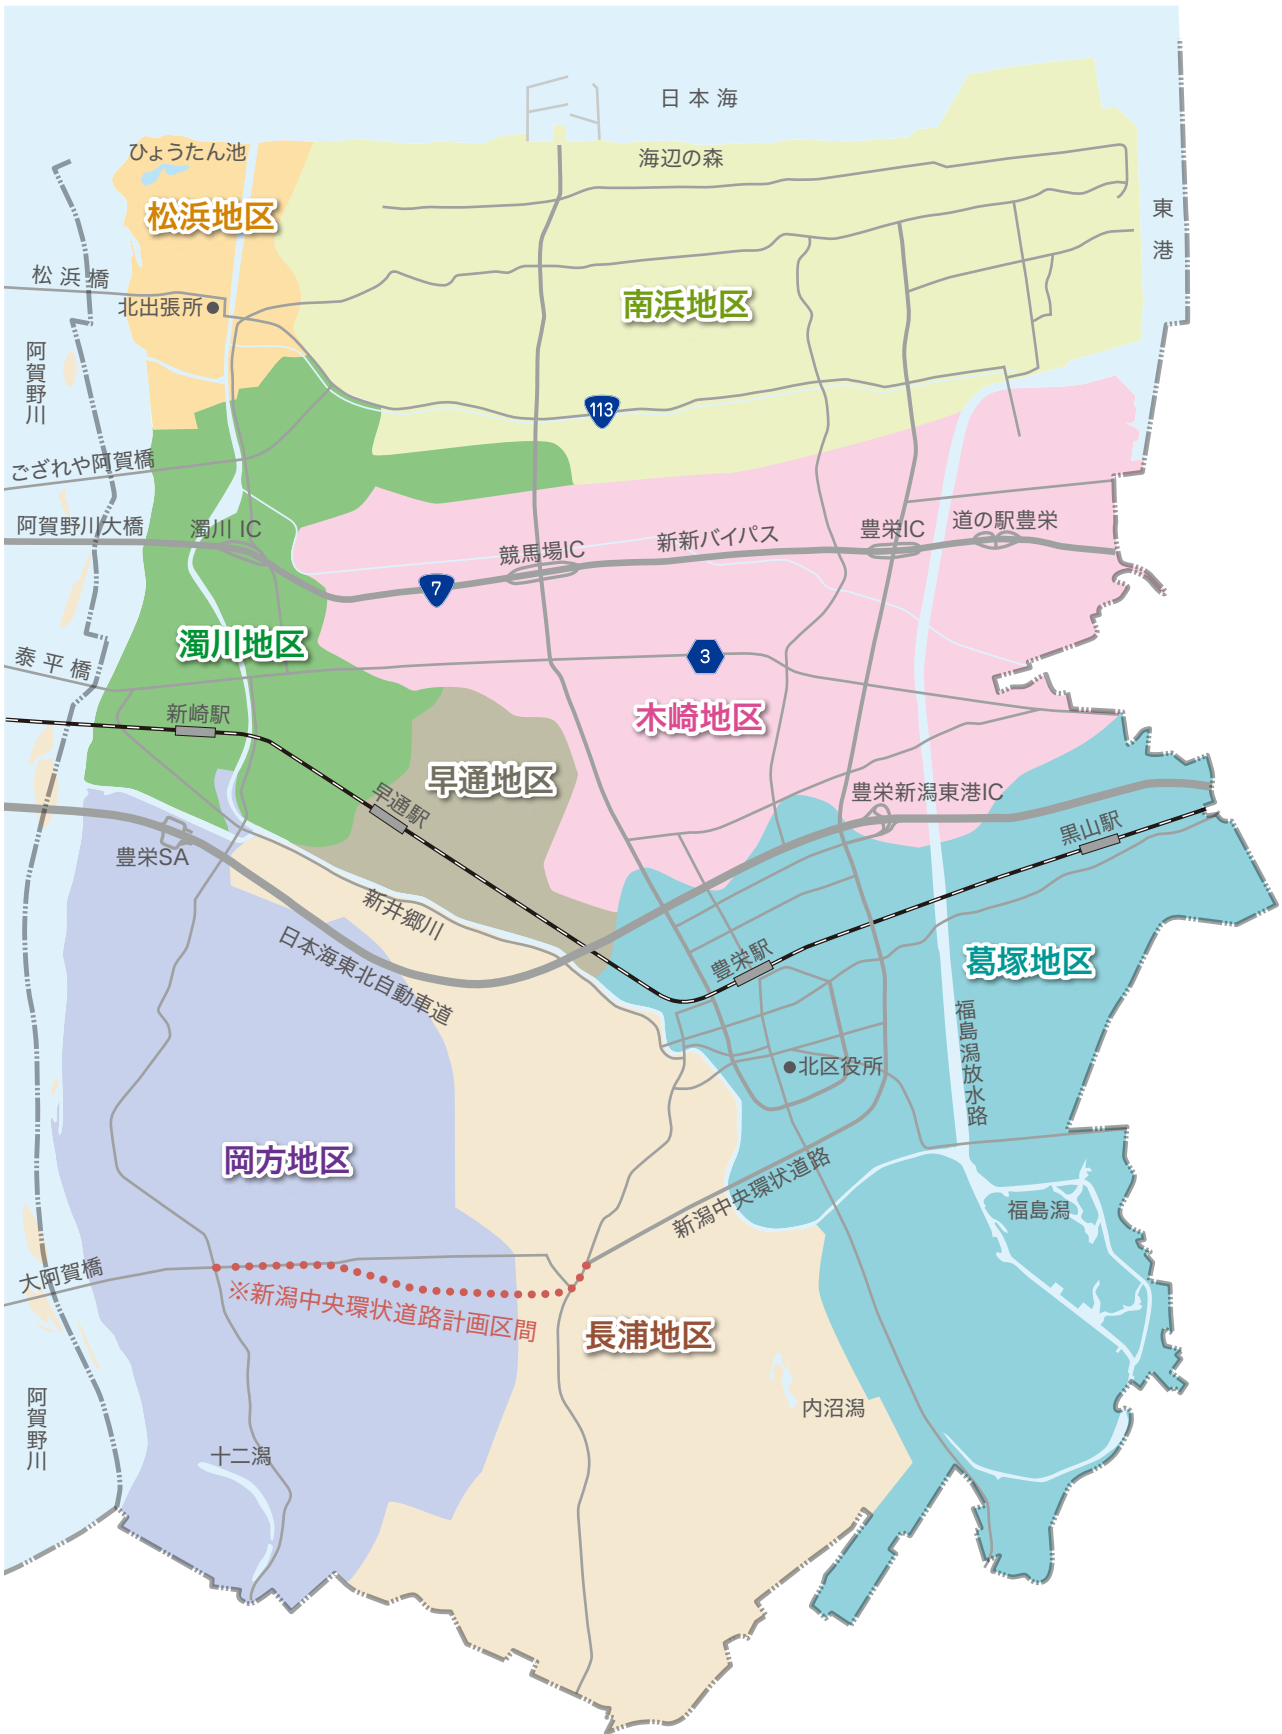 日本海
ひょうたん池
海辺の森
松浜地区
東港
松浜橋
北出張所
南浜地区
阿賀野川
113
ござれや阿賀橋
阿賀野川大橋
濁川 IC
競馬場IC
新新バイパス
豊栄IC
道の駅豊栄
7
濁川地区
泰平橋
3
新崎駅
木崎地区
早通地区
早通駅
豊栄新潟東港IC
黒山駅
豊栄SA
新井郷川
日本海東北自動車道
豊栄駅
葛塚地区
福島潟放水路
北区役所
岡方地区
新潟中央環状道路
福島潟
大阿賀橋
※新潟中央環状道路計画区間
長浦地区
内沼潟
阿賀野川
十二潟